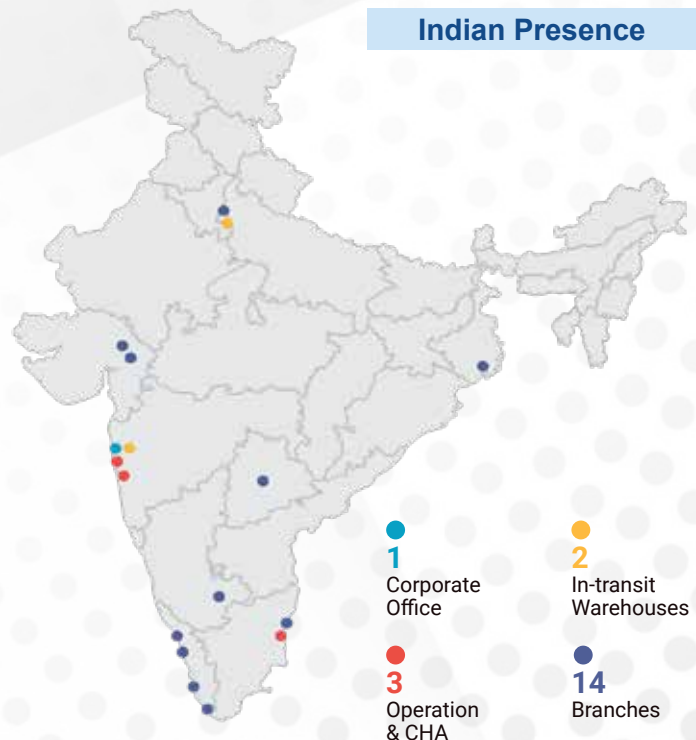 Indian Presence
1
Corporate
Office
2
In-transit
Warehouses
3
Operation
& CHA
14
Branches